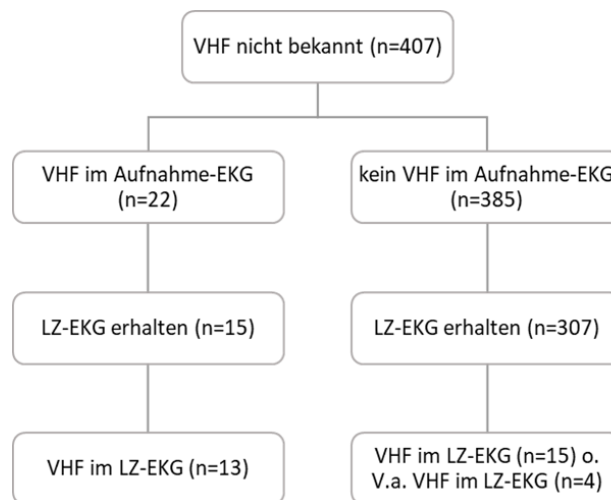 VHF nicht bekannt (n=407)
VHF im Aufnahme-EKG
(n=22)
kein VHF im Aufnahme-EKG
(n=385)
LZ-EKG erhalten (n=15)
LZ-EKG erhalten (n=307)
VHF im LZ-EKG (n=13)
VHF im LZ-EKG (n=15) o.
V.a. VHF im LZ-EKG (n=4)